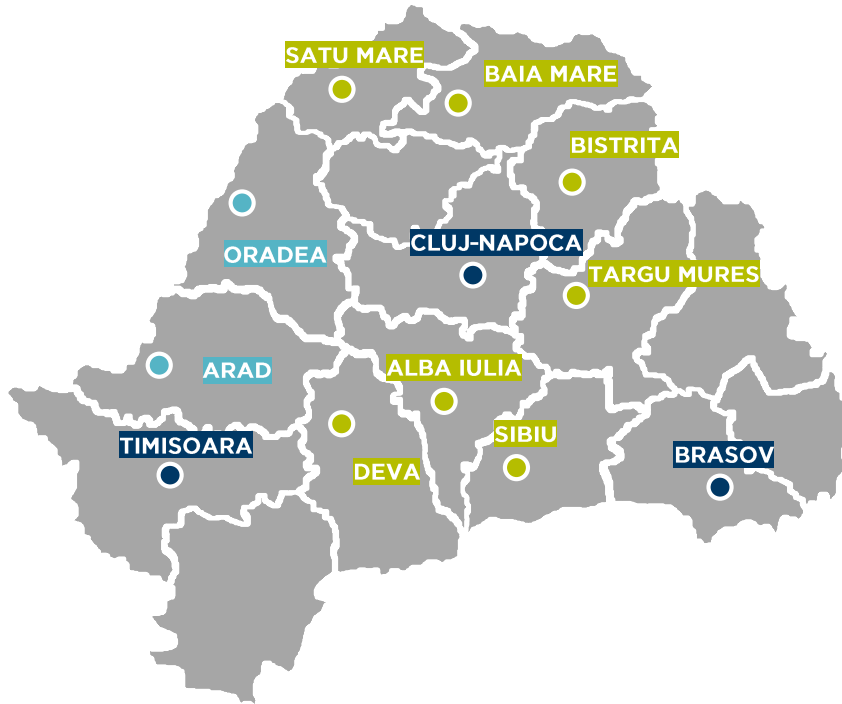 SATU MARE
BAIA MARE
BISTRITA
CLUJ-NAPOCA
ORADEA
TARGU MURES
ARAD
ALBA IULIA
SIBIU
TIMISOARA
BRASOV
DEVA